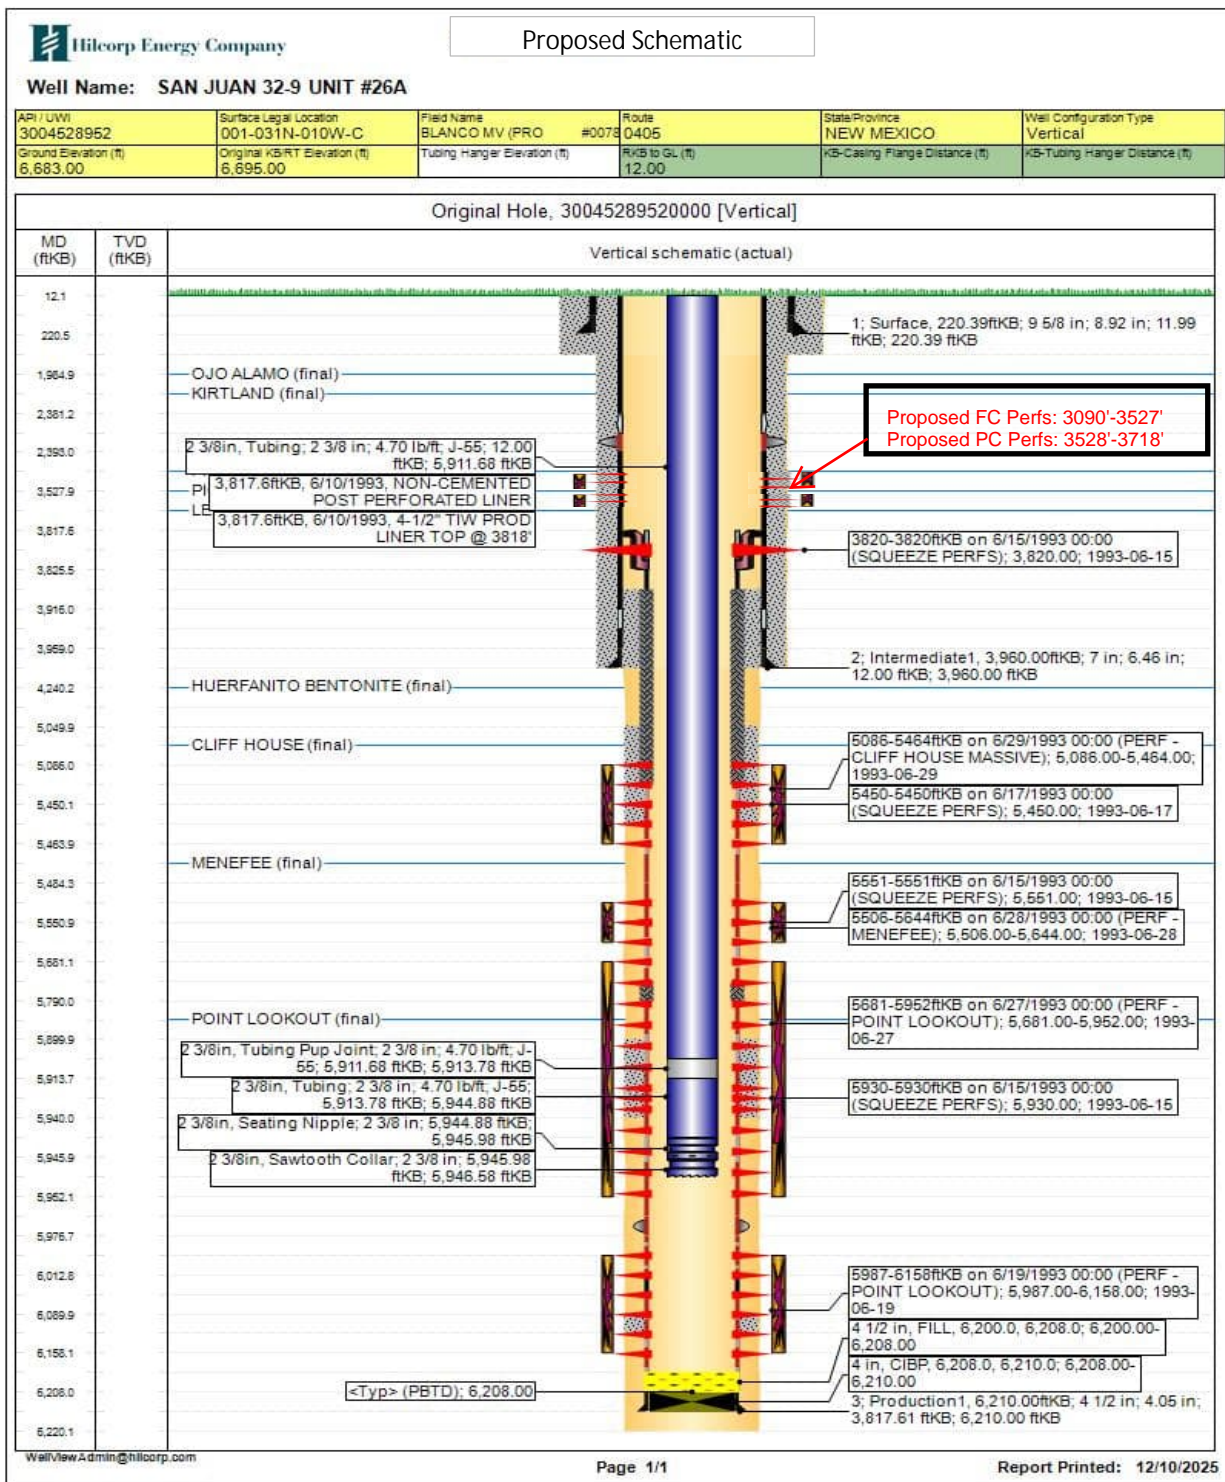 Hilcorp Energy Company
Proposed Schematic
Well Name: SAN JUAN 32-9 UNIT #26A
API / UWI
3004528952
Surface Legal Location
001-031N-010W-C
Field Name
BLANCO MV (PRO #0078
Route
0405
State/Province
NEW MEXICO
Well Configuration Type
Vertical
Ground Elevation (ft)
6,683.00
Original KB/RT Elevation (ft)
6,695.00
Tubing Hanger Elevation (ft)
RKB to GL (ft)
12.00
KB-Casing Flange Distance (ft)
KB-Tubing Hanger Distance (ft)
Original Hole, 30045289520000 [Vertical]
MD
(ftKB)
TVD
(ftKB)
Vertical schematic (actual)
12.1
220.5
1,984.9
2,381.2
2,393.0
3,527.9
3,817.6
3,825.5
3,916.0
3,959.0
4,240.2
5,049.9
5,086.0
5,450.1
5,463.9
5,484.3
5,550.9
5,681.1
5,790.0
5,899.9
5,913.7
5,940.0
5,945.9
5,952.1
5,976.7
6,012.8
6,089.9
6,158.1
6,208.0
6,220.1
1; Surface, 220.39ftKB; 9 5/8 in; 8.92 in; 11.99
ftKB; 220.39 ftKB
OJO ALAMO (final)
KIRTLAND (final)
Proposed FC Perfs: 3090'-3527'
Proposed PC Perfs: 3528'-3718'
2 3/8in, Tubing; 2 3/8 in; 4.70 lb/ft; J-55; 12.00
ftKB; 5,911.68 ftKB
3,817.6ftKB, 6/10/1993, NON-CEMENTED
POST PERFORATED LINER
PI
LE
3,817.6ftKB, 6/10/1993, 4-1/2" TIW PROD
LINER TOP @ 3818'
3820-3820ftKB on 6/15/1993 00:00
(SQUEEZE PERFS); 3,820.00; 1993-06-15
2; Intermediate1, 3,960.00ftKB; 7 in; 6.46 in;
12.00 ftKB; 3,960.00 ftKB
HUERFANITO BENTONITE (final)
CLIFF HOUSE (final)
5086-5464ftKB on 6/29/1993 00:00 (PERF -
CLIFF HOUSE MASSIVE); 5,086.00-5,464.00;
1993-06-29
5450-5450ftKB on 6/17/1993 00:00
(SQUEEZE PERFS); 5,450.00; 1993-06-17
MENEFEE (final)
5551-5551ftKB on 6/15/1993 00:00
(SQUEEZE PERFS); 5,551.00; 1993-06-15
5506-5644ftKB on 6/28/1993 00:00 (PERF -
MENEFEE); 5,506.00-5,644.00; 1993-06-28
5681-5952ftKB on 6/27/1993 00:00 (PERF -
POINT LOOKOUT); 5,681.00-5,952.00; 1993-
06-27
POINT LOOKOUT (final)
2 3/8in, Tubing Pup Joint; 2 3/8 in; 4.70 lb/ft; J-
55; 5,911.68 ftKB; 5,913.78 ftKB
2 3/8in, Tubing; 2 3/8 in; 4.70 lb/ft; J-55;
5,913.78 ftKB; 5,944.88 ftKB
5930-5930ftKB on 6/15/1993 00:00
(SQUEEZE PERFS); 5,930.00; 1993-06-15
2 3/8in, Seating Nipple; 2 3/8 in; 5,944.88 ftKB;
5,945.98 ftKB
2 3/8in, Sawtooth Collar; 2 3/8 in; 5,945.98
ftKB; 5,946.58 ftKB
5987-6158ftKB on 6/19/1993 00:00 (PERF -
POINT LOOKOUT); 5,987.00-6,158.00; 1993-
06-19
4 1/2 in, FILL, 6,200.0, 6,208.0; 6,200.00-
6,208.00
4 in, CIBP, 6,208.0, 6,210.0; 6,208.00-
6,210.00
<Typ> (PBTD); 6,208.00
3; Production1, 6,210.00ftKB; 4 1/2 in; 4.05 in;
3,817.61 ftKB; 6,210.00 ftKB
WellViewAdmin@hilcorp.com
Page 1/1
Report Printed: 12/10/2025